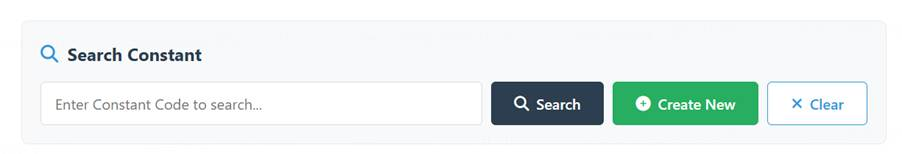 Search Constant
Enter Constant Code to search... Search Create New Clear